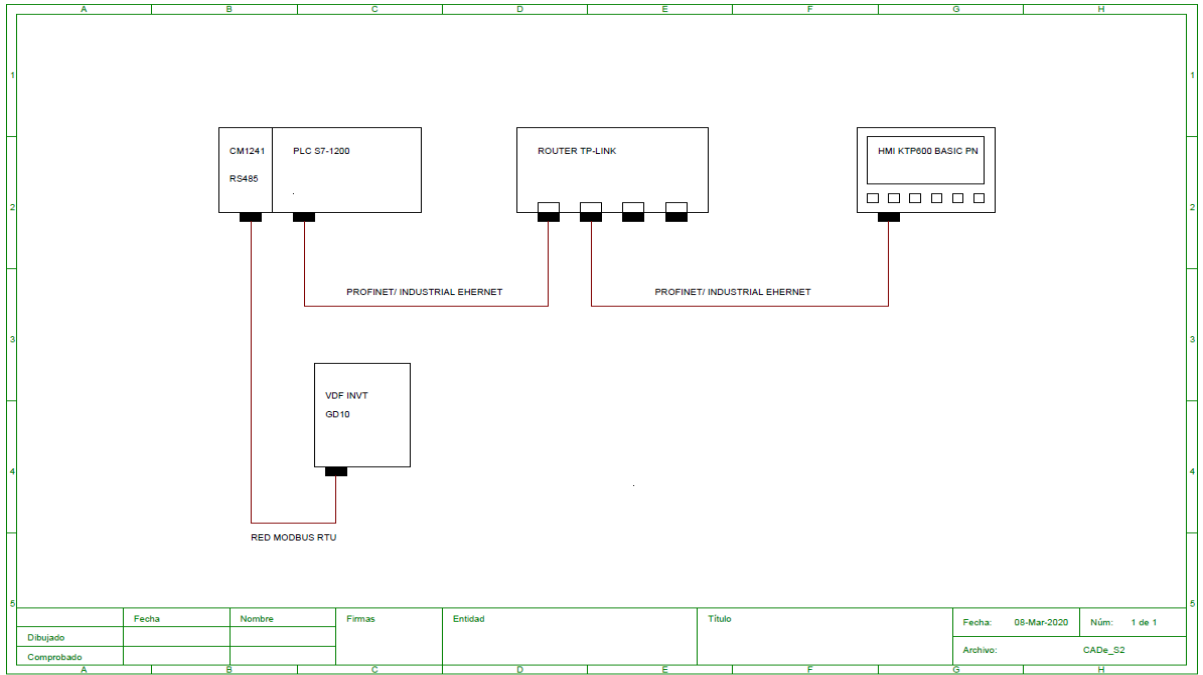 A B C D E F G H
1 1
CM1241 PLC S7-1200 ROUTER TP-LINK HMI KTP600 BASIC PN
RS485
2 2
PROFINET/ INDUSTRIAL EHERNET PROFINET/ INDUSTRIAL EHERNET
3 3
VDF INVT
GD10
4 4
RED MODBUS RTU
5 5
Fecha Nombre Firmas Entidad Título Fecha: 08-Mar-2020 Núm: 1 de 1
Dibujado
Archivo: CADe_S2
Comprobado
A B C D E F G H